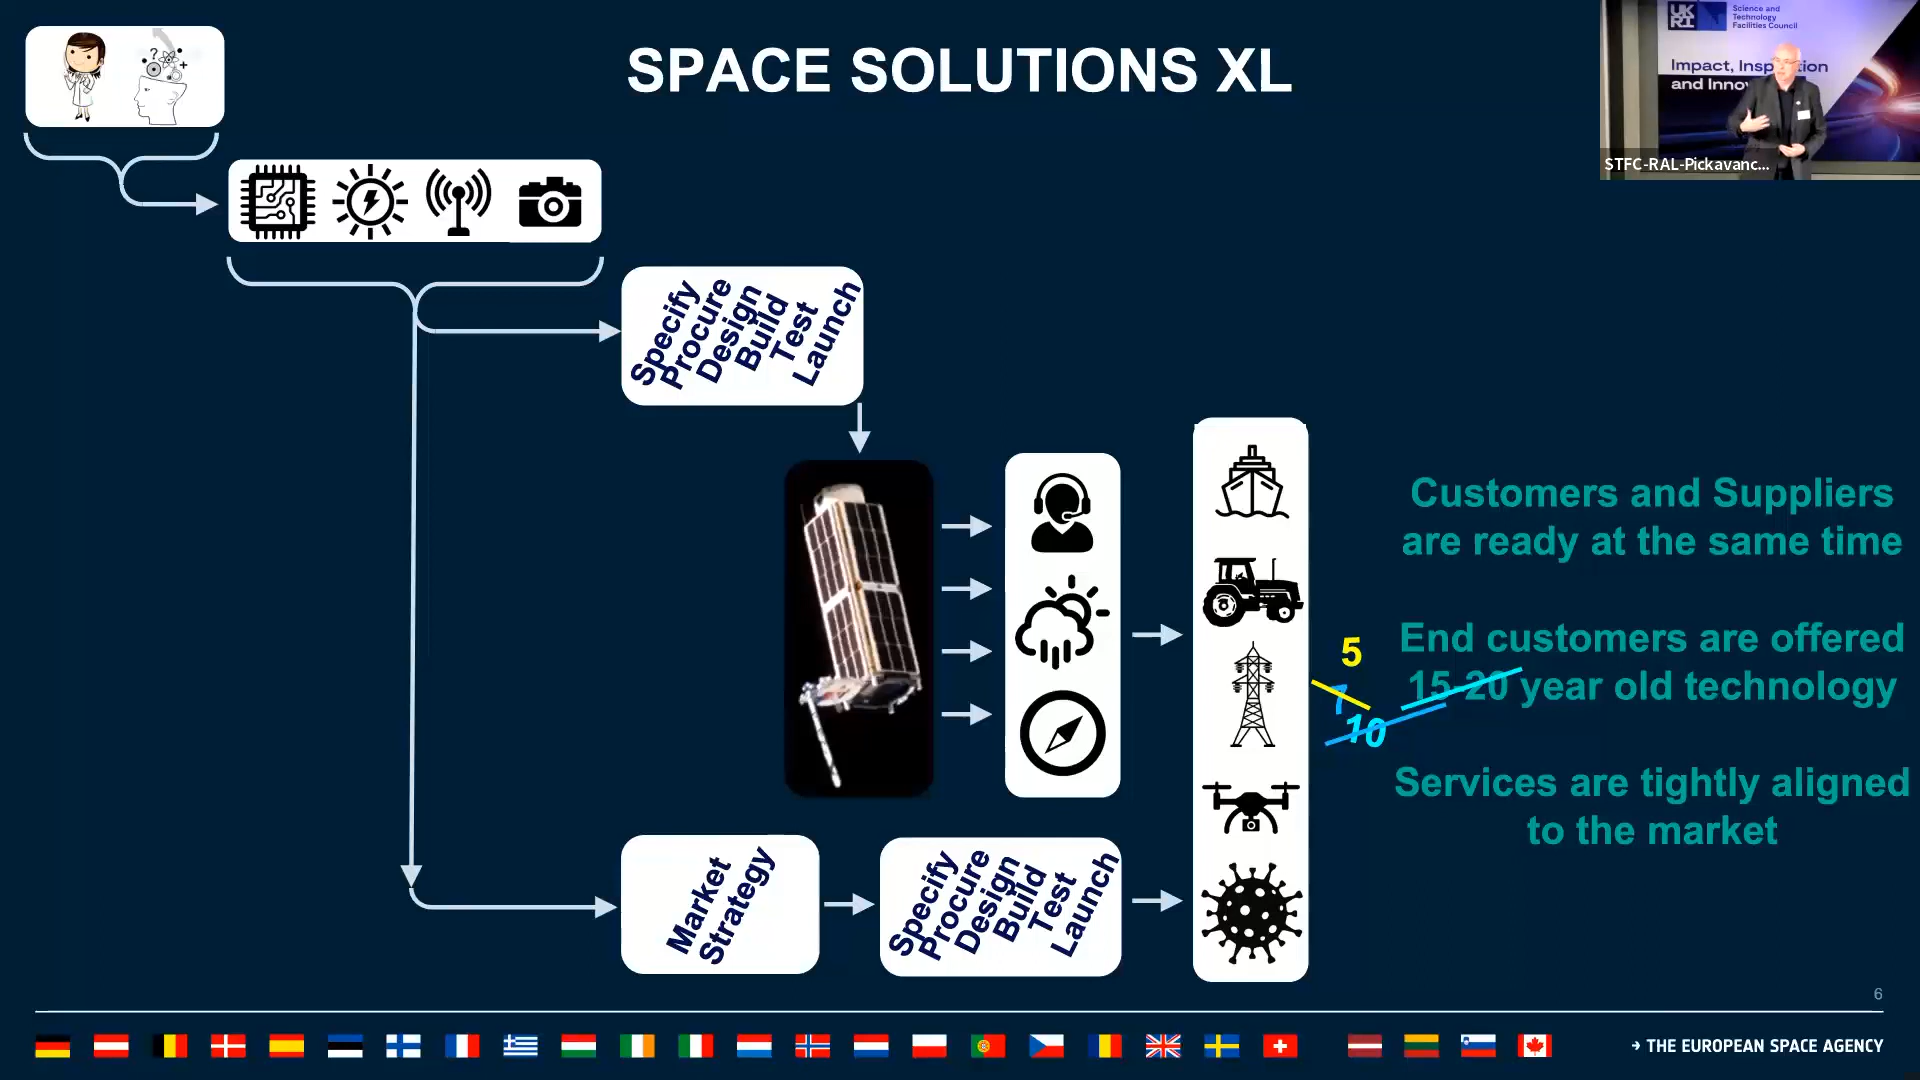 SPACE SOLUTIONS XL
UKRI
Science and
Technology
Facilities Council
Impact, Inspiration
and Inno
STFC-RAL-Pickavanc...
?
+
Specify
Procure
Design
Build
Test
Launch
Customers and Suppliers
are ready at the same time
5
End customers are offered
7
15-20 year old technology
10
Services are tightly aligned
to the market
Market
Strategy
Specify
Procure
Design
Build
Test
Launch
6
THE EUROPEAN SPACE AGENCY